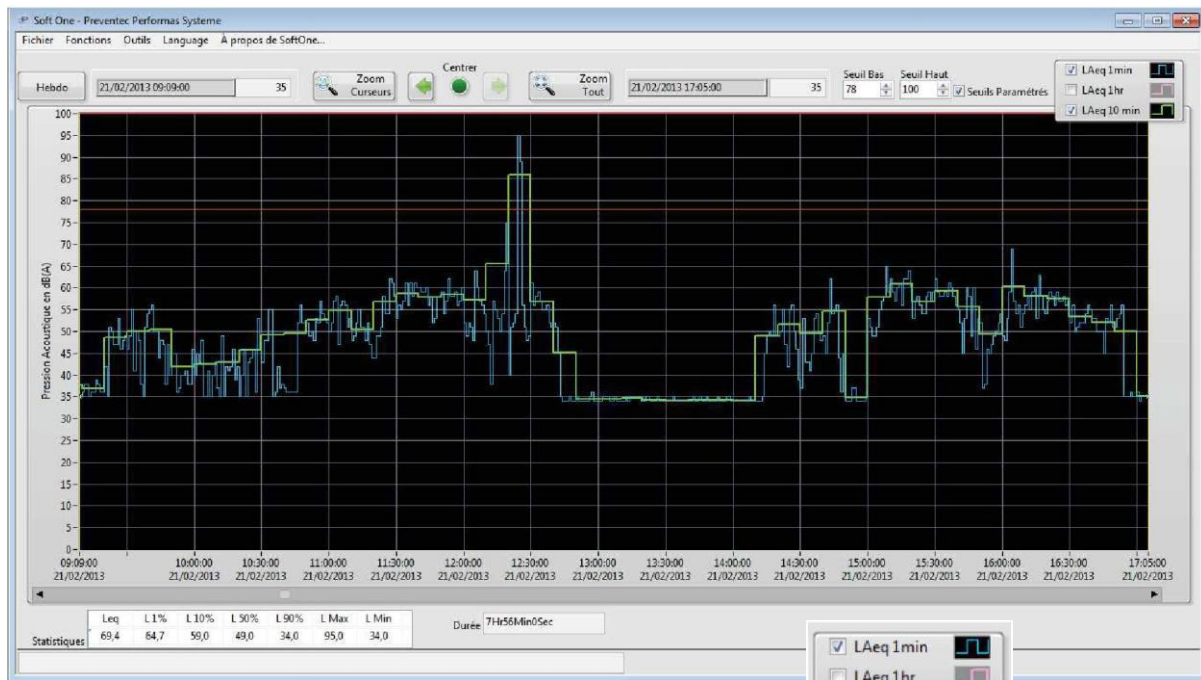 Soft One - Preventec Performas Systeme
Fichier Fonctions Outils Language À propos de SoftOne...
Hebdo
21/02/2013 09:09:00 35
Zoom Curseurs
Centrer
Zoom Tout
21/02/2013 17:05:00 35
Seuil Bas Seuil Haut
78 100 Seuils Paramétrés
LAeq 1min
LAeq 1hr
LAeq 10 min
Pression Acoustique en dB(A)
100
95
90
85
80
75
70
65
60
55
50
45
40
35
30
25
20
15
10
5
0
09:09:00 10:00:00 10:30:00 11:00:00 11:30:00 12:00:00 12:30:00 13:00:00 13:30:00 14:00:00 14:30:00 15:00:00 15:30:00 16:00:00 16:30:00 17:05:00
21/02/2013 21/02/2013 21/02/2013 21/02/2013 21/02/2013 21/02/2013 21/02/2013 21/02/2013 21/02/2013 21/02/2013 21/02/2013 21/02/2013 21/02/2013 21/02/2013 21/02/2013 21/02/2013
Leq L 1% L 10% L 50% L 90% L Max L Min
Statistiques 69,4 64,7 59,0 49,0 34,0 95,0 34,0
Durée 7Hr56Min0Sec
LAeq 1min
LAeq 1hr